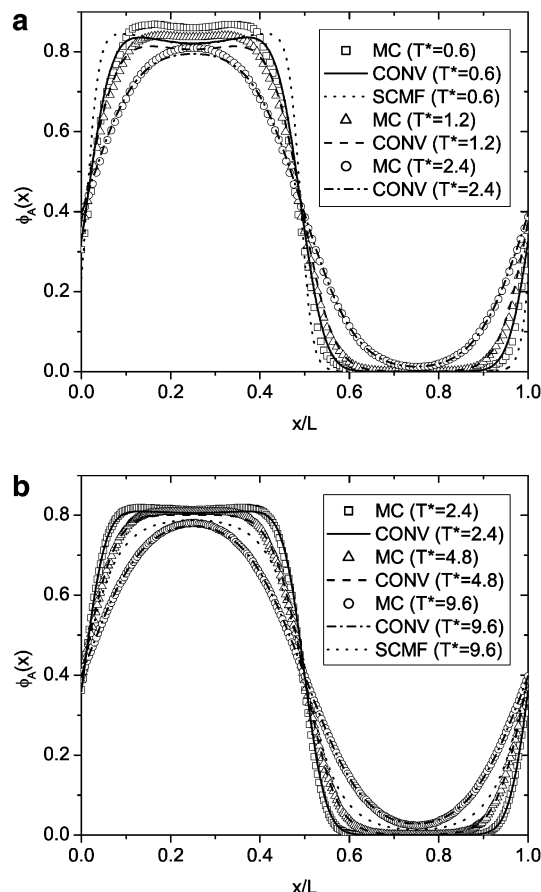 a
0.8
0.6
0.4
0.2
0.0
ϕA(x)
MC (T*=0.6)
CONV (T*=0.6)
SCMF (T*=0.6)
MC (T*=1.2)
CONV (T*=1.2)
MC (T*=2.4)
CONV (T*=2.4)
0.0 0.2 0.4 0.6 0.8 1.0
x/L
b
0.8
0.6
0.4
0.2
0.0
ϕA(x)
MC (T*=2.4)
CONV (T*=2.4)
MC (T*=4.8)
CONV (T*=4.8)
MC (T*=9.6)
CONV (T*=9.6)
SCMF (T*=9.6)
0.0 0.2 0.4 0.6 0.8 1.0
x/L